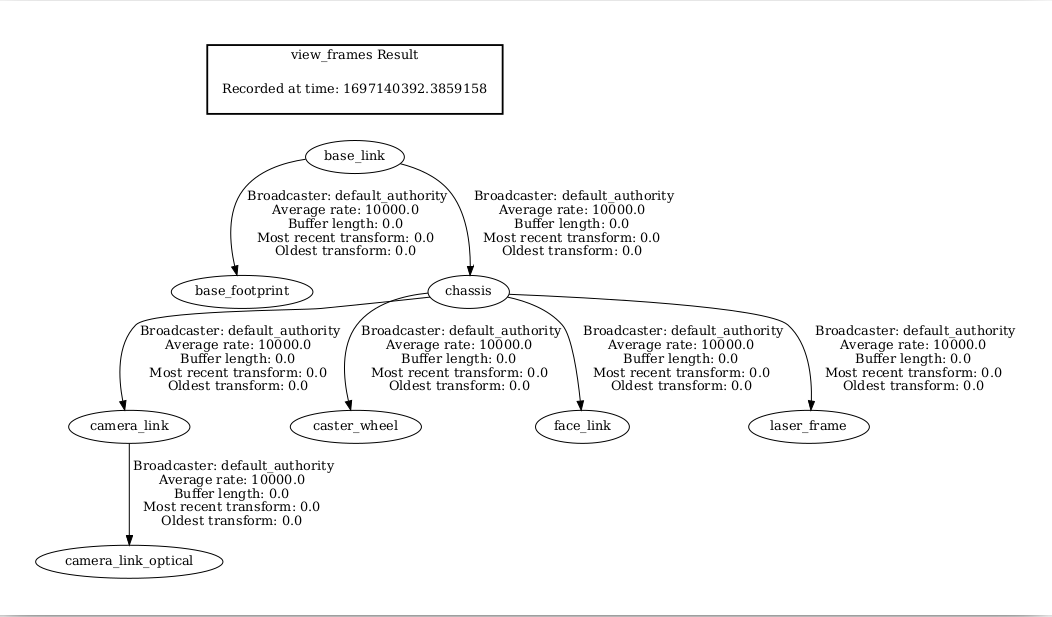 view_frames Result
Recorded at time: 1697140392.3859158
base_link
Broadcaster: default_authority
Average rate: 10000.0
Buffer length: 0.0
Most recent transform: 0.0
Oldest transform: 0.0
Broadcaster: default_authority
Average rate: 10000.0
Buffer length: 0.0
Most recent transform: 0.0
Oldest transform: 0.0
base_footprint
chassis
Broadcaster: default_authority
Average rate: 10000.0
Buffer length: 0.0
Most recent transform: 0.0
Oldest transform: 0.0
Broadcaster: default_authority
Average rate: 10000.0
Buffer length: 0.0
Most recent transform: 0.0
Oldest transform: 0.0
Broadcaster: default_authority
Average rate: 10000.0
Buffer length: 0.0
Most recent transform: 0.0
Oldest transform: 0.0
Broadcaster: default_authority
Average rate: 10000.0
Buffer length: 0.0
Most recent transform: 0.0
Oldest transform: 0.0
camera_link
caster_wheel
face_link
laser_frame
Broadcaster: default_authority
Average rate: 10000.0
Buffer length: 0.0
Most recent transform: 0.0
Oldest transform: 0.0
camera_link_optical